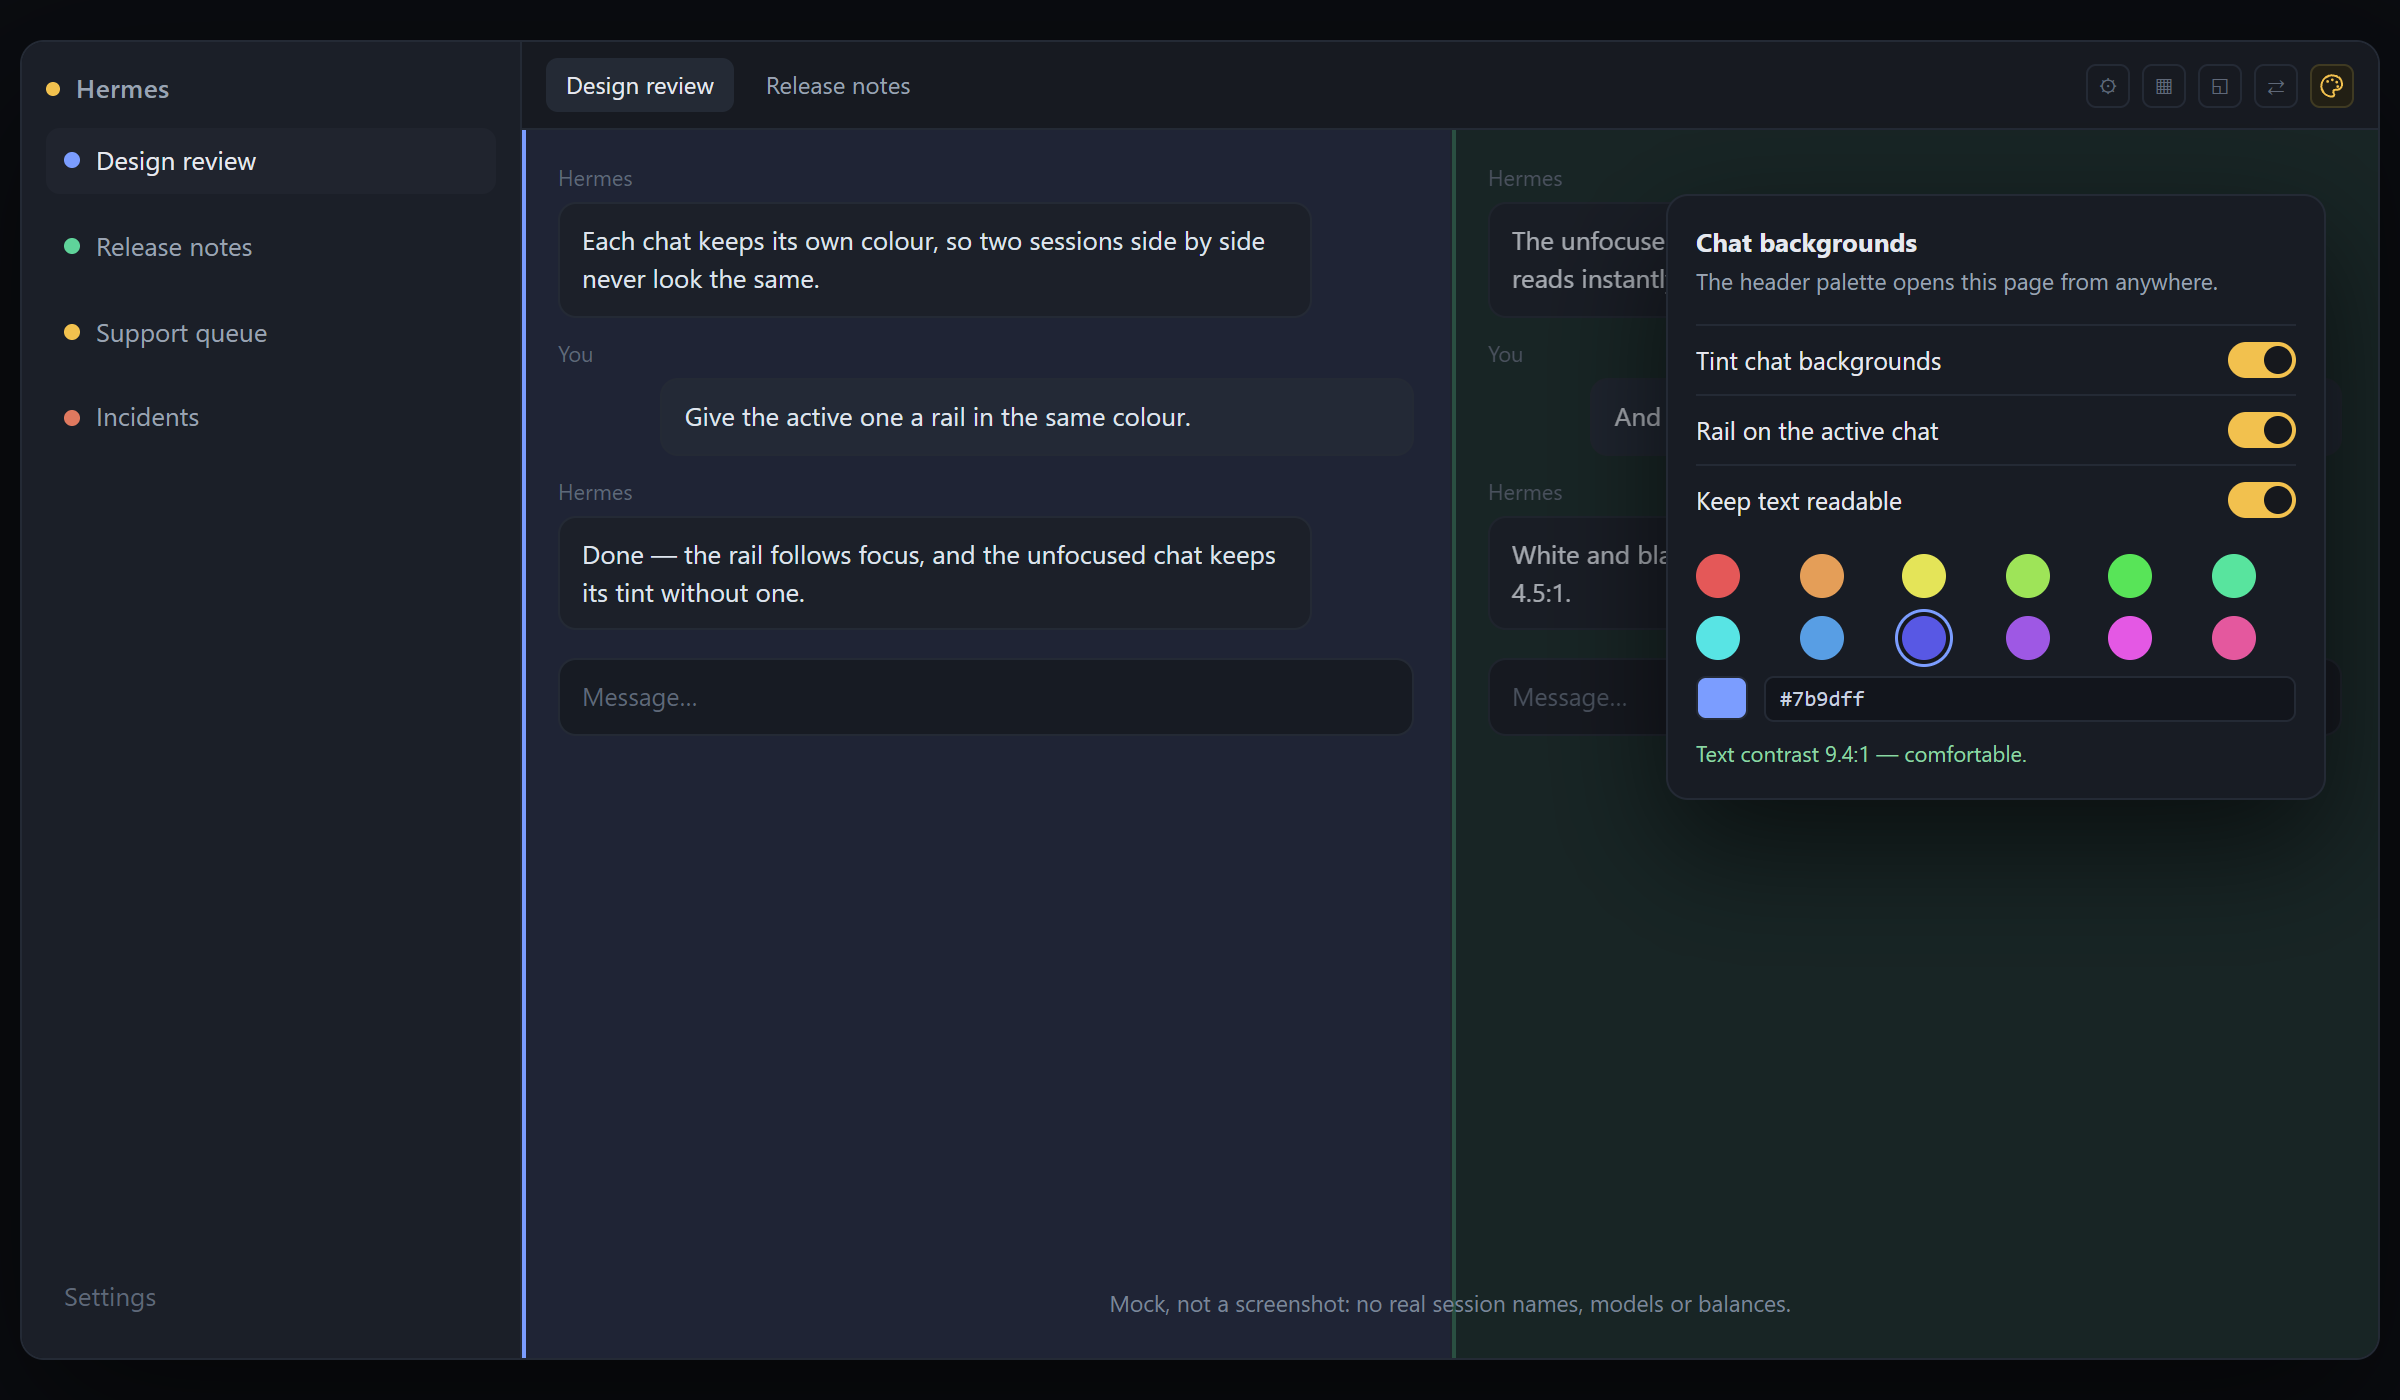 Hermes
Design review
Release notes
Support queue
Incidents
Settings
Design review
Release notes
Hermes
Each chat keeps its own colour, so two sessions side by side
never look the same.
You
Give the active one a rail in the same colour.
Hermes
Done — the rail follows focus, and the unfocused chat keeps
its tint without one.
Message…
Hermes
The unfocuse
reads instantl
You
And
Hermes
White and bla
4.5:1.
Message…
Chat backgrounds
The header palette opens this page from anywhere.
Tint chat backgrounds
Rail on the active chat
Keep text readable
#7b9dff
Text contrast 9.4:1 — comfortable.
Mock, not a screenshot: no real session names, models or balances.